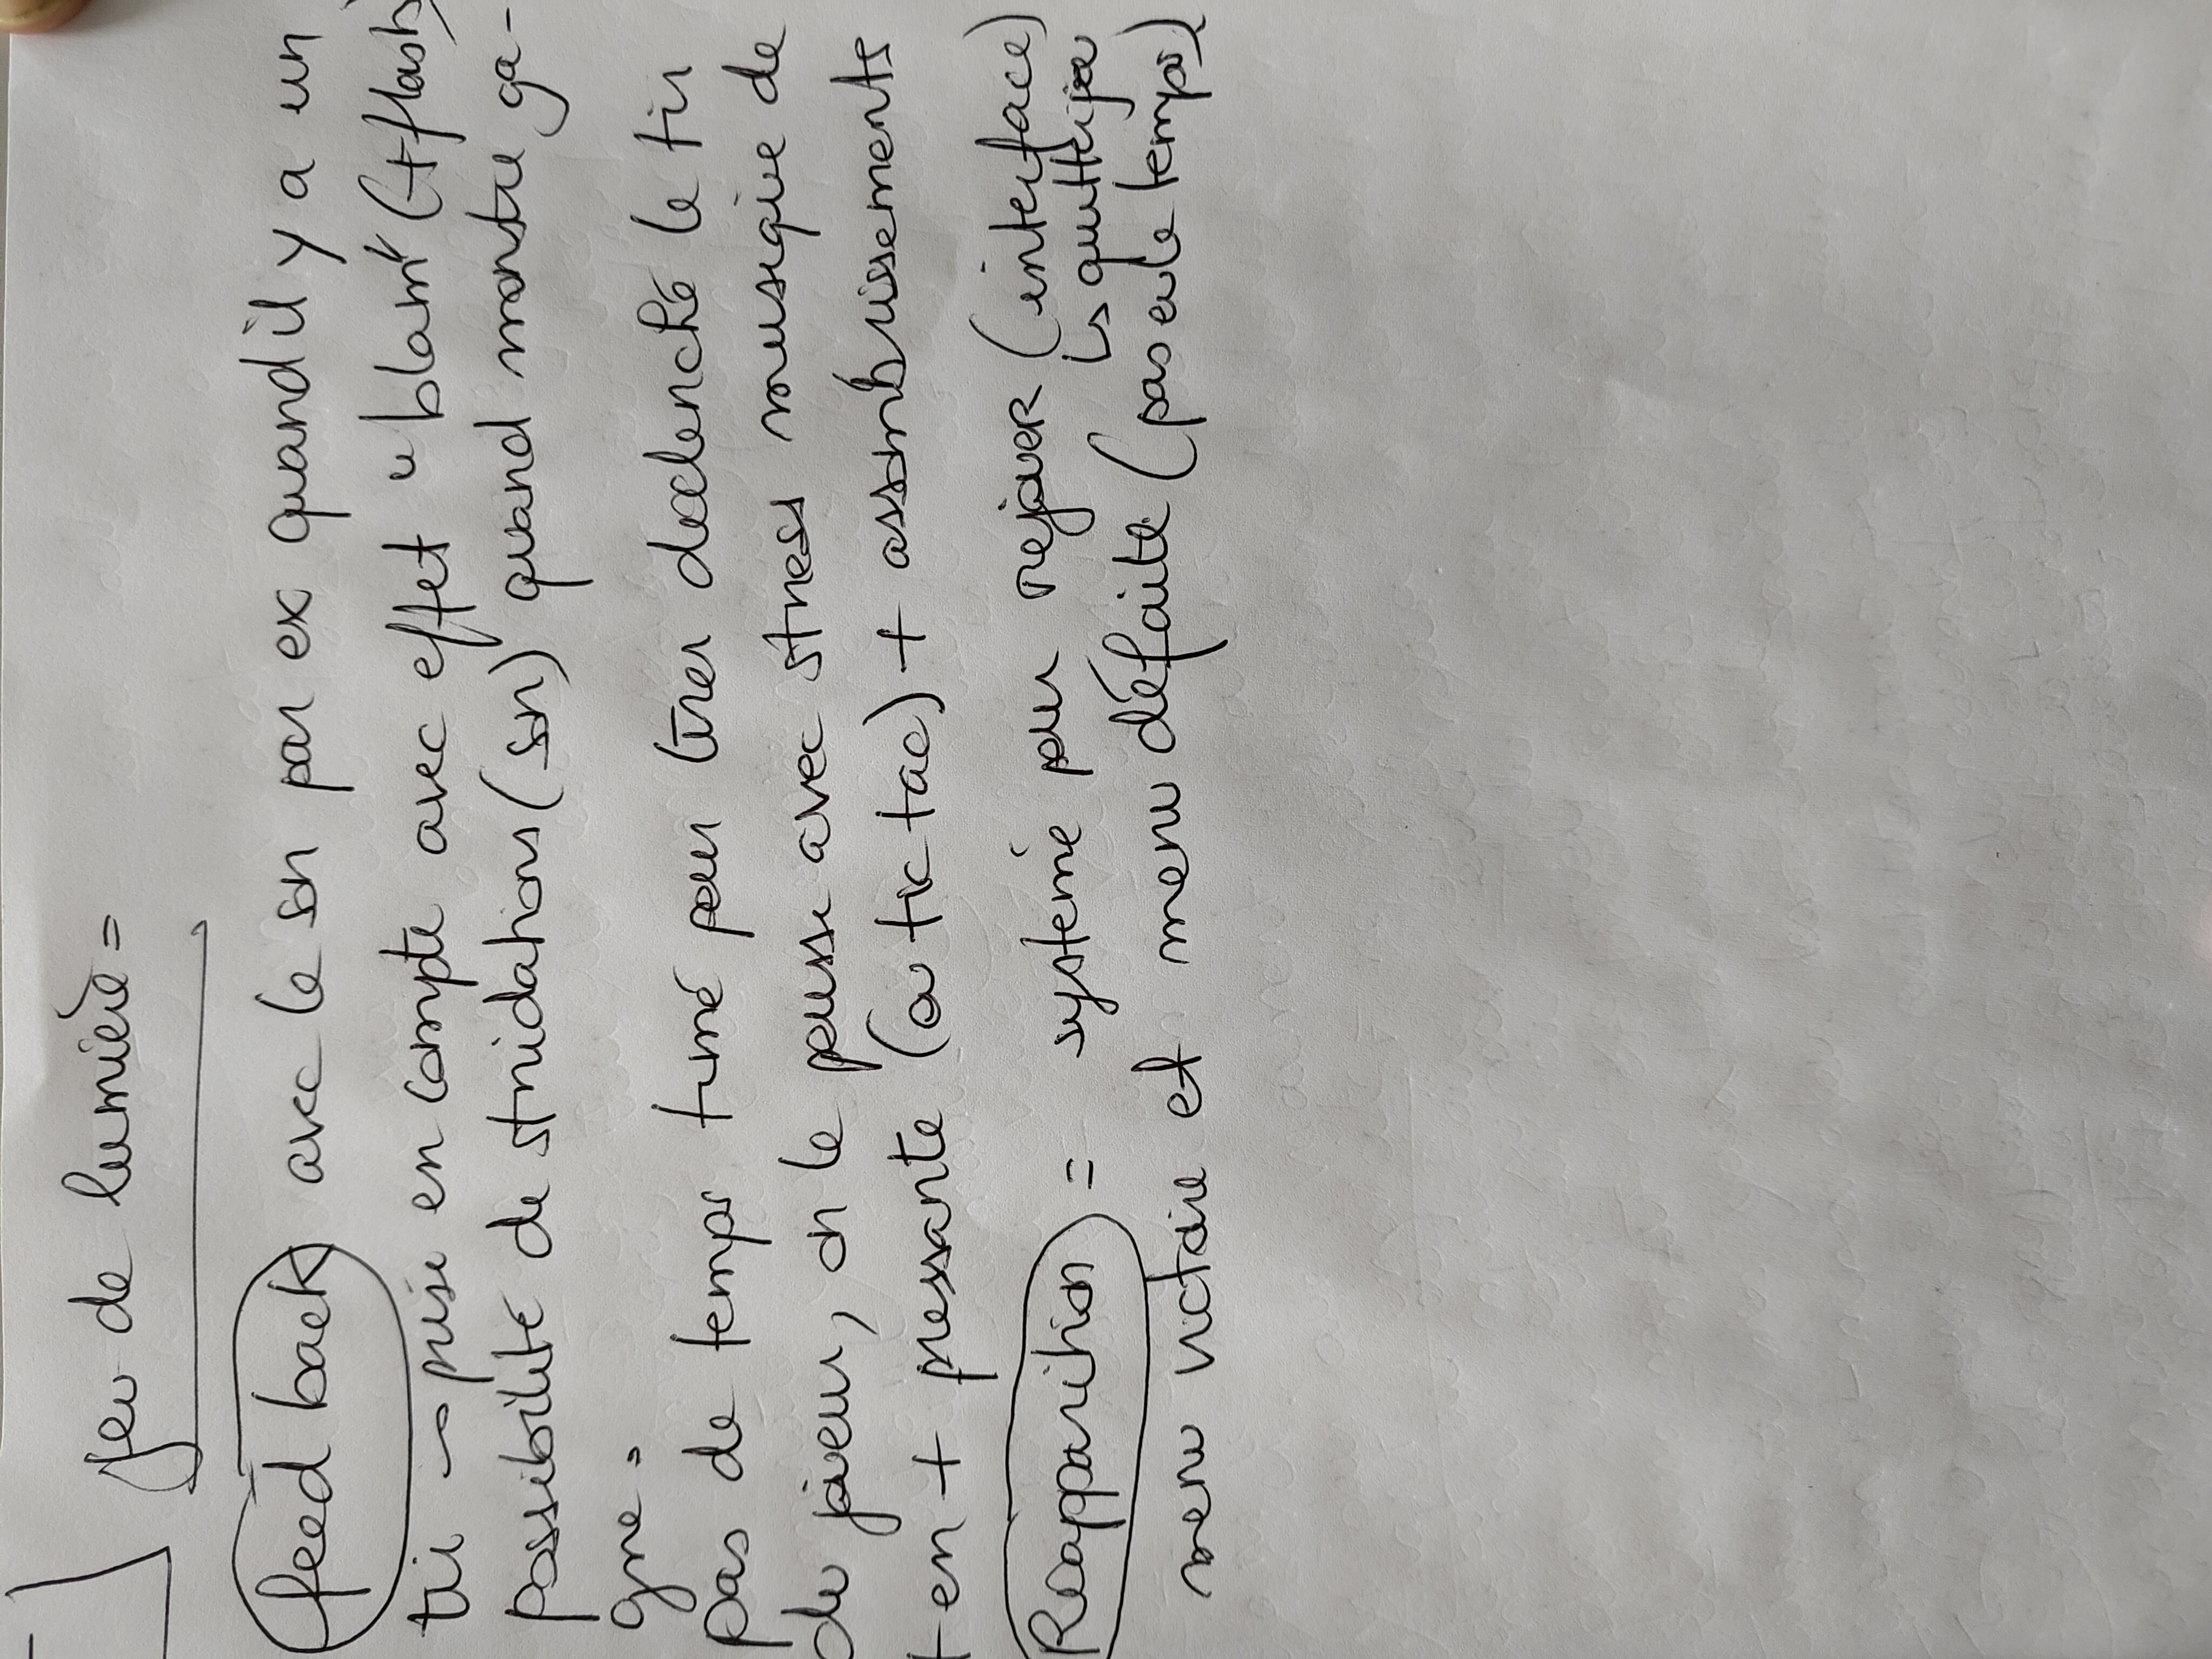 jeu de lumière =
feed back avec le son par ex quand il y a un
tir → prise en compte avec effet "blam" (+flash)
possibilité de stridations (son) quand monstre ga-
gne.
pas de temps timé pour tirer declenché le tir
du joueur, on le pousse avec stress musique de
+ en + pressante (ou tic tac) + assombrissements
Réapparition = système pour rejouer (interface)
↳ quitter jeu
menu victoire et menu défaite (pas eu le temps)